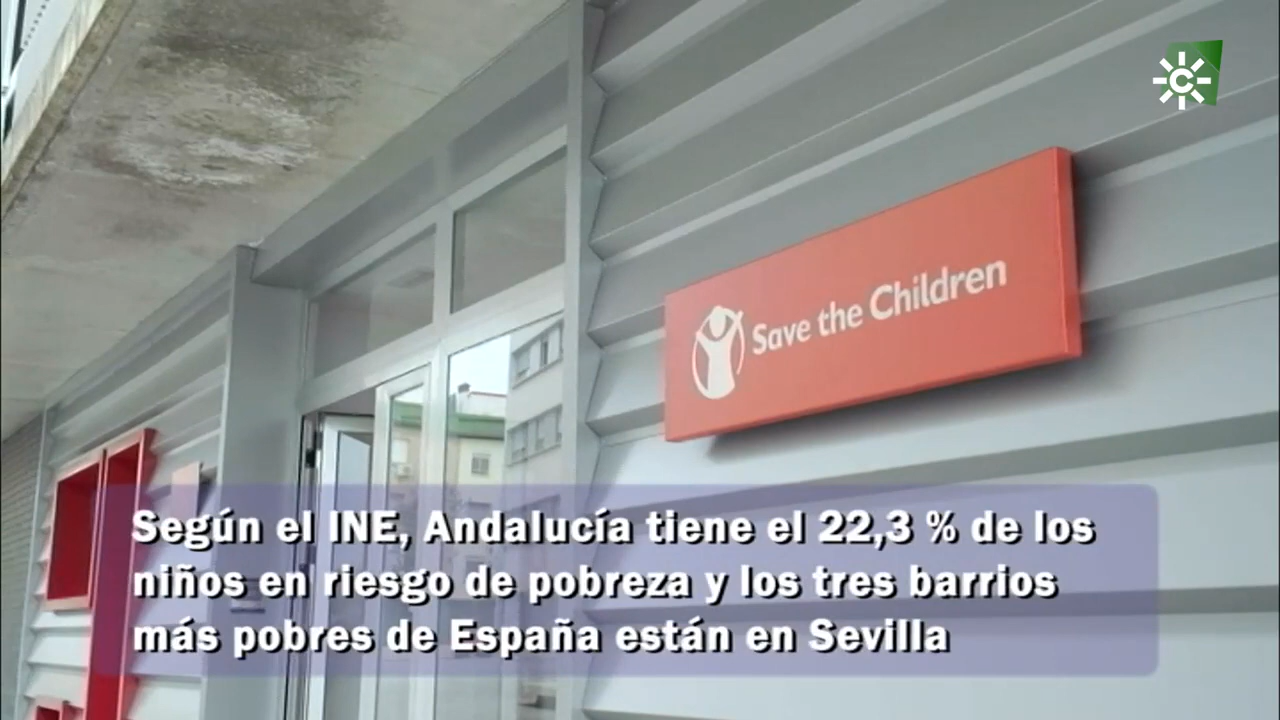 Save the Children
Según el INE, Andalucía tiene el 22,3 % de los
niños en riesgo de pobreza y los tres barrios
más pobres de España están en Sevilla